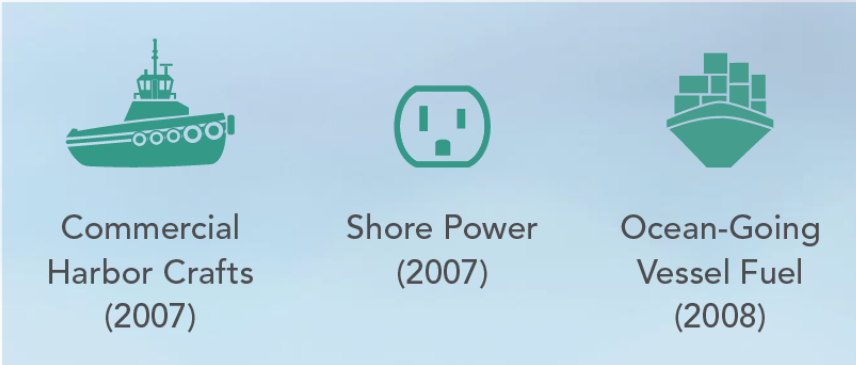 Commercial
Harbor Crafts
(2007)
Shore Power
(2007)
Ocean-Going
Vessel Fuel
(2008)